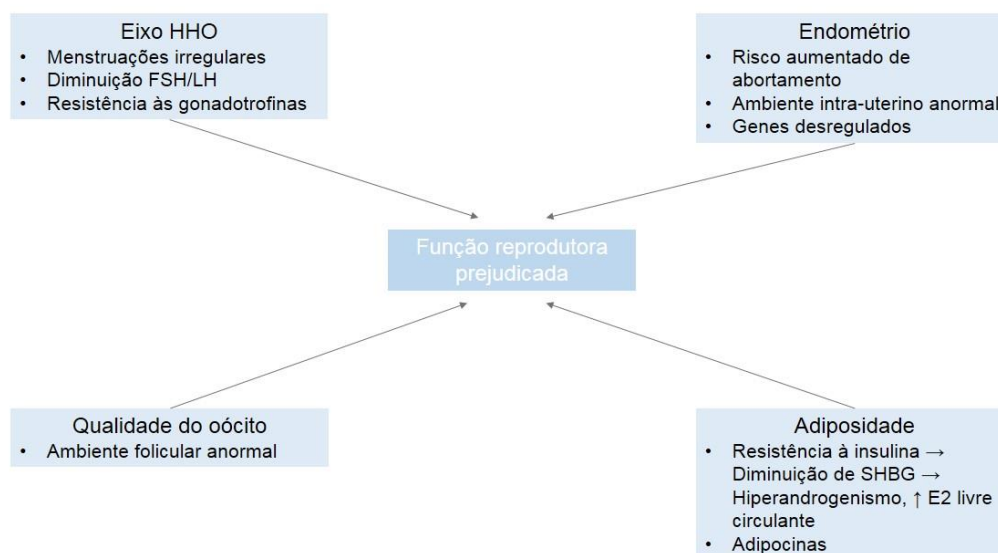 Eixo HHO
• Menstruações irregulares
• Diminuição FSH/LH
• Resistência às gonadotrofinas
Endométrio
• Risco aumentado de
abortamento
• Ambiente intra-uterino anormal
• Genes desregulados
Função reprodutora
prejudicada
Qualidade do oócito
• Ambiente folicular anormal
Adiposidade
• Resistência à insulina →
Diminuição de SHBG →
Hiperandrogenismo, ↑ E2 livre
circulante
• Adipocinas